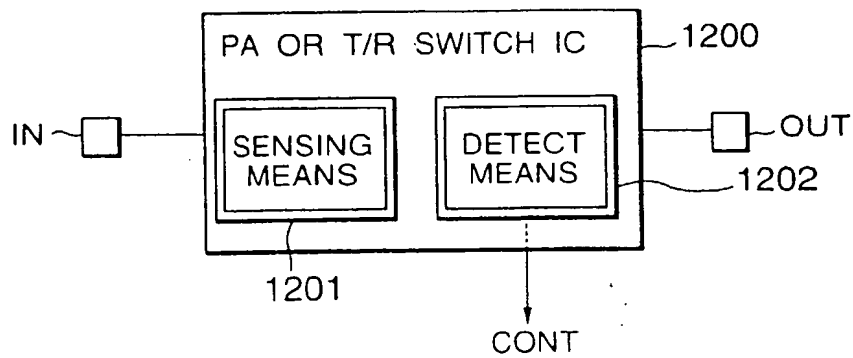 PA OR T/R SWITCH IC
1200
IN
SENSING
MEANS
DETECT
MEANS
OUT
1202
1201
CONT